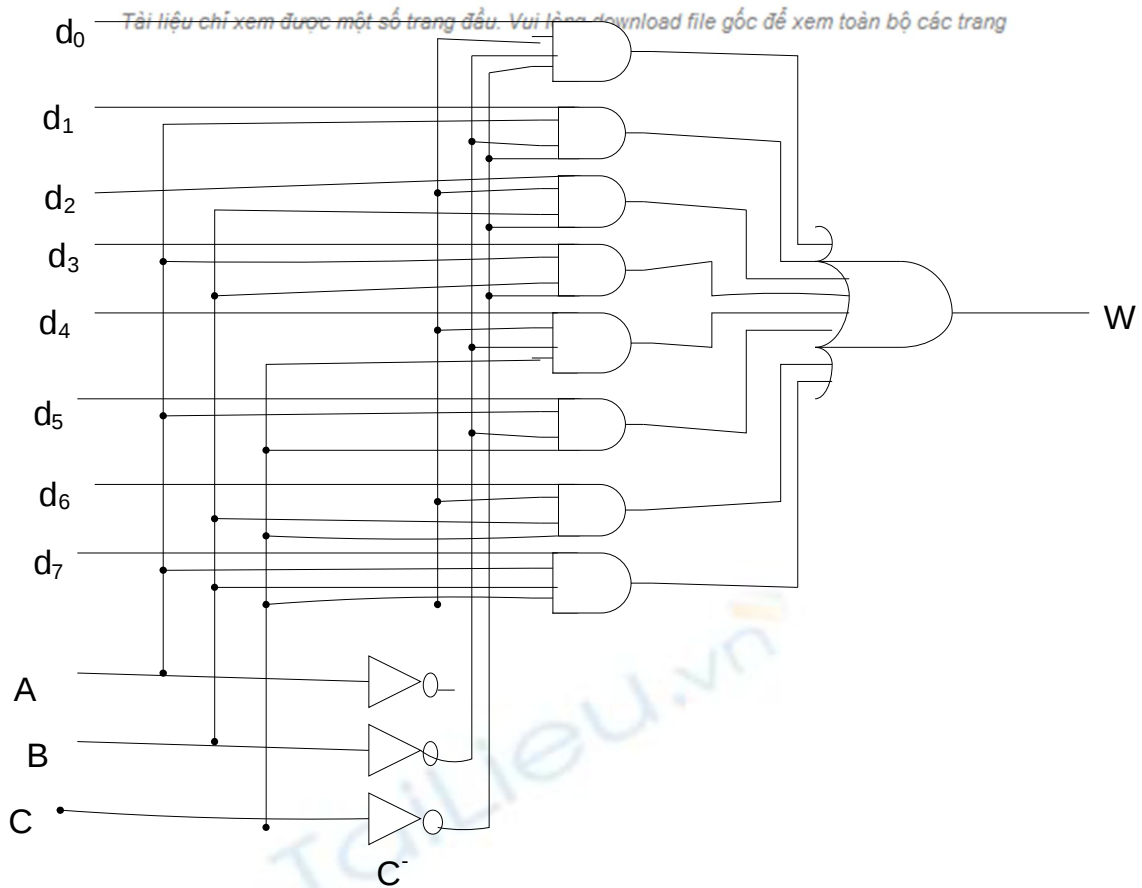 Tài liệu chỉ xem được một số trang đầu. Vui lòng download file gốc để xem toàn bộ các trang
d0
d1
d2
d3
d4
d5
d6
d7
W
A
B
C
C-
TaiLieu.vn